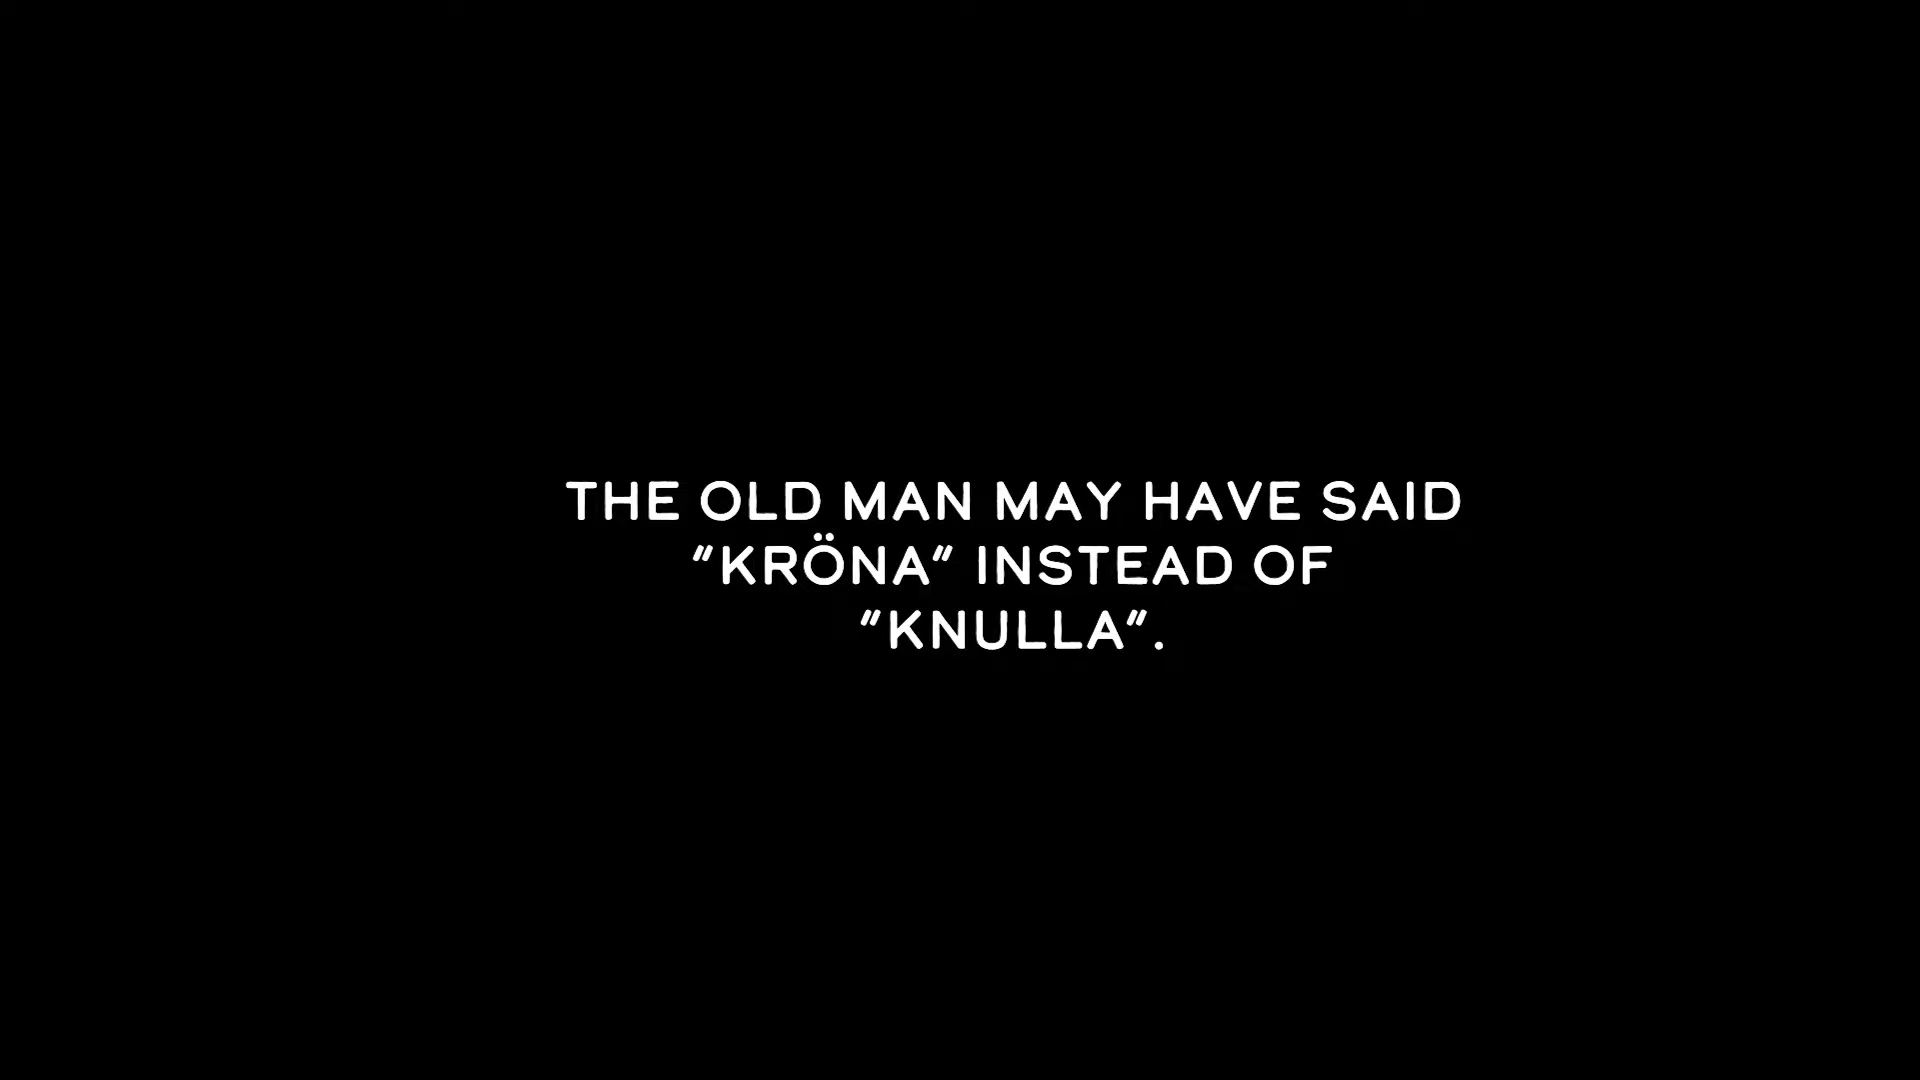 THE OLD MAN MAY HAVE SAID
"KRÖNA" INSTEAD OF
"KNULLA".